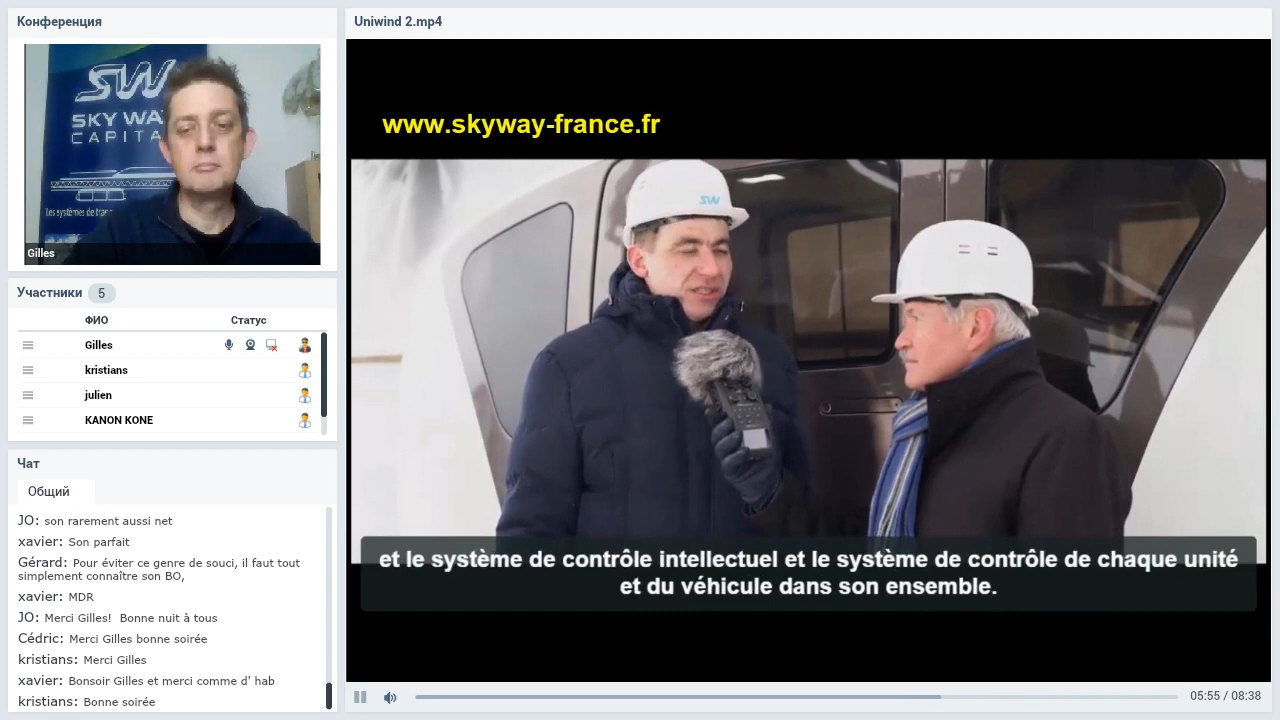 Конференция
SW
SKY WA
CAPITA
Gilles
Участники 5
ФИО Статус
Gilles
kristians
julien
KANON KONE
Чат
Общий
JO: son rarement aussi net
xavier: Son parfait
Gérard: Pour éviter ce genre de souci, il faut tout
simplement connaître son BO,
xavier: MDR
JO: Merci Gilles!  Bonne nuit à tous
Cédric: Merci Gilles bonne soirée
kristians: Merci Gilles
xavier: Bonsoir Gilles et merci comme d' hab
kristians: Bonne soirée
Uniwind 2.mp4
www.skyway-france.fr
SW
et le système de contrôle intellectuel et le système de contrôle de chaque unité
et du véhicule dans son ensemble.
05:55 / 08:38